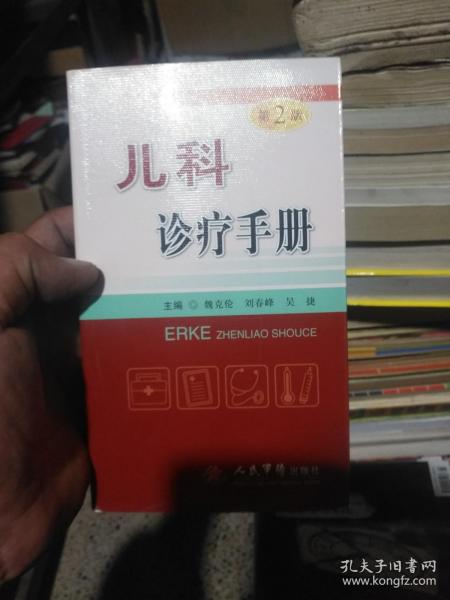 第2版
儿科
诊疗手册
主编 ◎ 魏克伦 刘春峰 吴捷
ERKE ZHENLIAO SHOUCE
人民军医出版社
孔夫子旧书网
www.kongfz.com